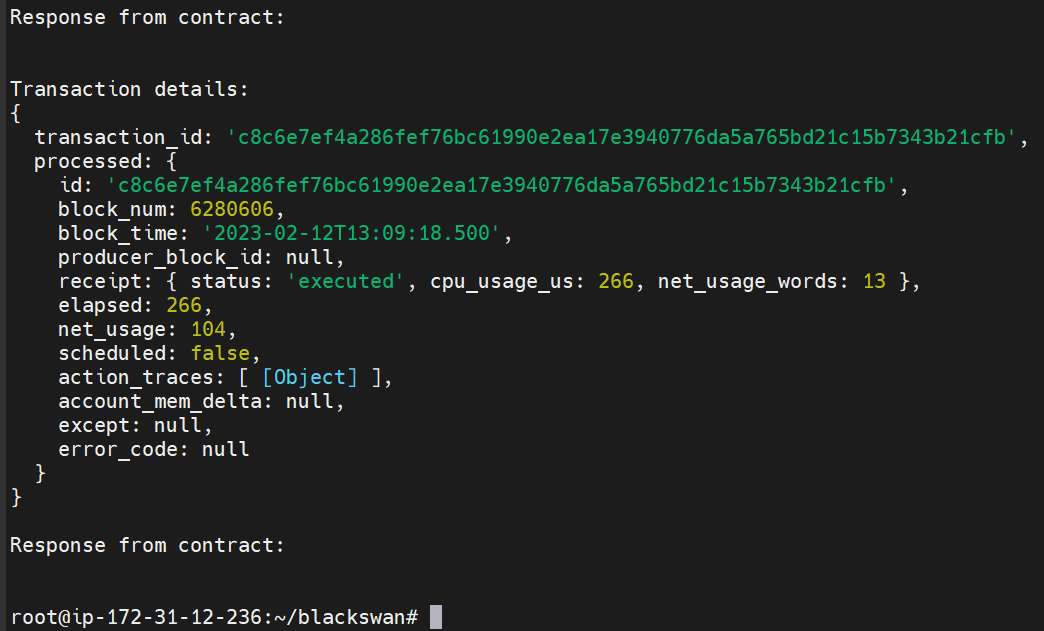 Response from contract:
Transaction details:
{
  transaction_id: 'c8c6e7ef4a286fef76bc61990e2ea17e3940776da5a765bd21c15b7343b21cfb',
  processed: {
    id: 'c8c6e7ef4a286fef76bc61990e2ea17e3940776da5a765bd21c15b7343b21cfb',
    block_num: 6280606,
    block_time: '2023-02-12T13:09:18.500',
    producer_block_id: null,
    receipt: { status: 'executed', cpu_usage_us: 266, net_usage_words: 13 },
    elapsed: 266,
    net_usage: 104,
    scheduled: false,
    action_traces: [ [Object] ],
    account_mem_delta: null,
    except: null,
    error_code: null
  }
}
Response from contract:
root@ip-172-31-12-236:~/blackswan#